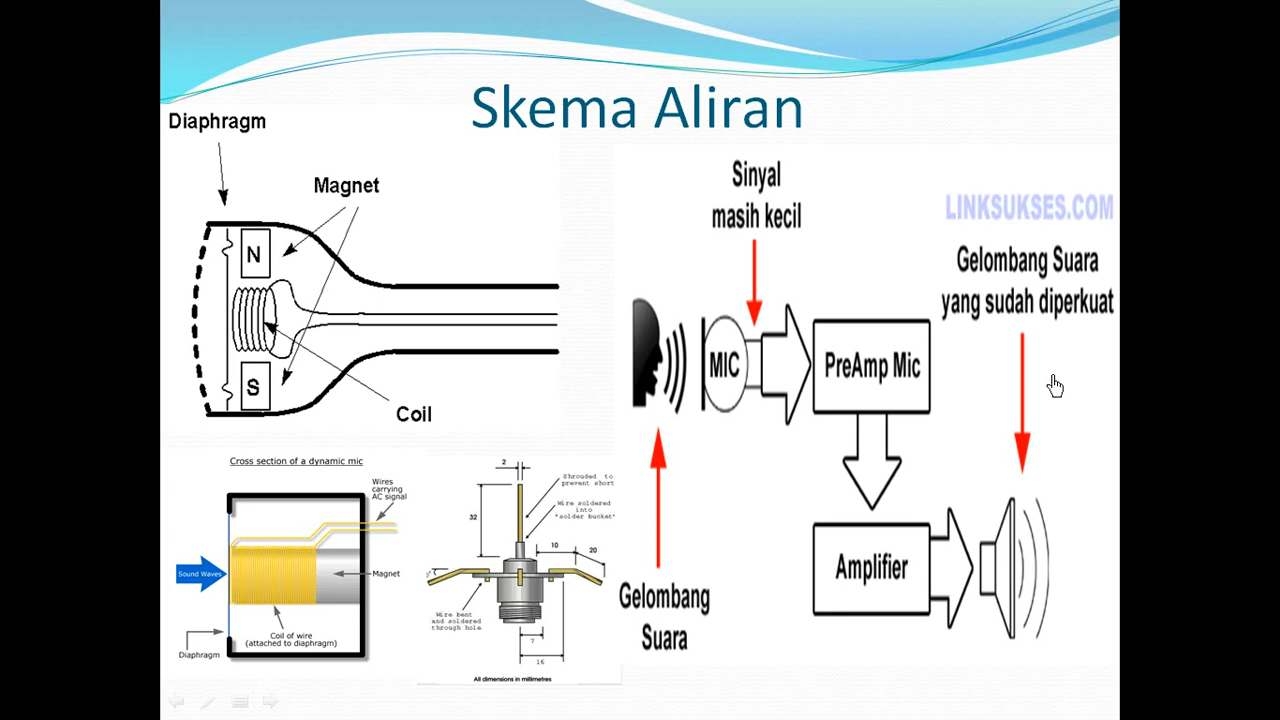 Skema Aliran
Diaphragm
Magnet
N
S
Coil
Cross section of a dynamic mic
Wires
carrying
AC signal
Sound Waves
Magnet
Coil of wire
(attached to diaphragm)
Diaphragm
2
Shrouded to
prevent short
Wire soldered
into
"solder bucket"
32
10
20
Wire bent
and soldered
through hole
7
16
All dimensions in millimetres
Sinyal
masih kecil
LINKSUKSES.COM
Gelombang Suara
yang sudah diperkuat
MIC
PreAmp Mic
Amplifier
Gelombang
Suara